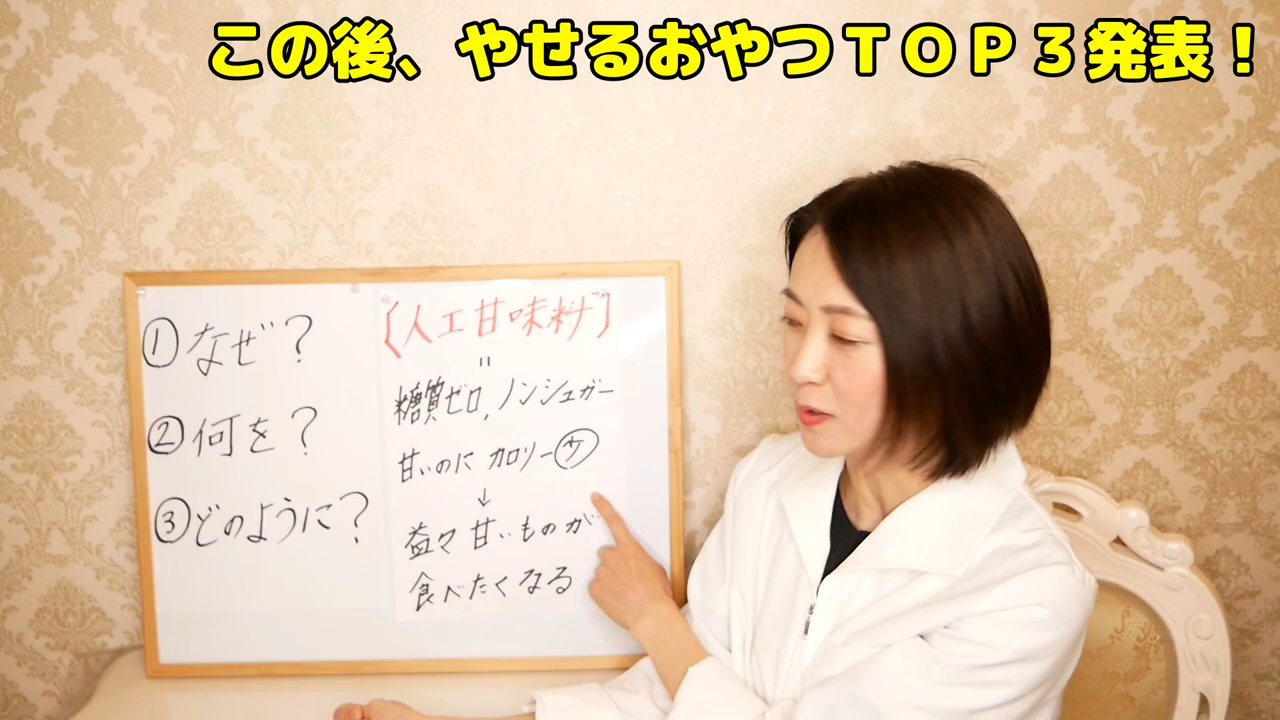 この後、やせるおやつＴＯＰ３発表！
①なぜ？
②何を？
③どのように？
〔人工甘味料〕
〃
糖質ゼロ、ノンシュガー
甘いのに カロリー㋒
↓
益々 甘いものが
食べたくなる